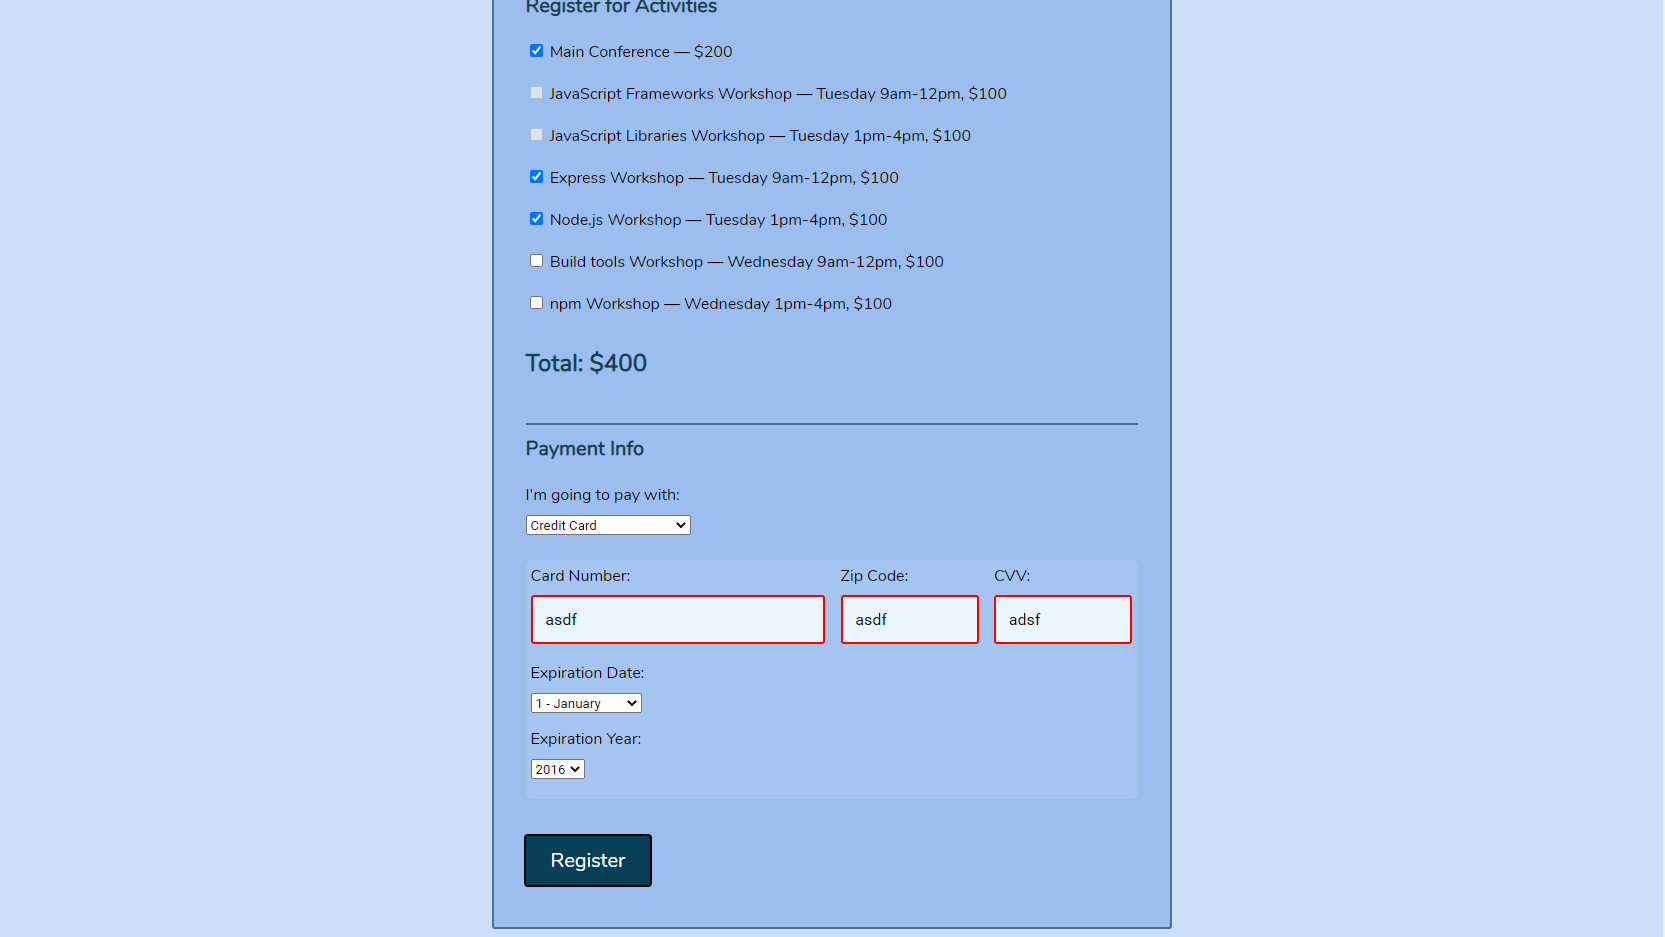 Register for Activities
Main Conference — $200
JavaScript Frameworks Workshop — Tuesday 9am-12pm, $100
JavaScript Libraries Workshop — Tuesday 1pm-4pm, $100
Express Workshop — Tuesday 9am-12pm, $100
Node.js Workshop — Tuesday 1pm-4pm, $100
Build tools Workshop — Wednesday 9am-12pm, $100
npm Workshop — Wednesday 1pm-4pm, $100
Total: $400
Payment Info
I'm going to pay with:
Credit Card
Card Number: Zip Code: CVV:
asdf asdf adsf
Expiration Date:
1 - January
Expiration Year:
2016
Register